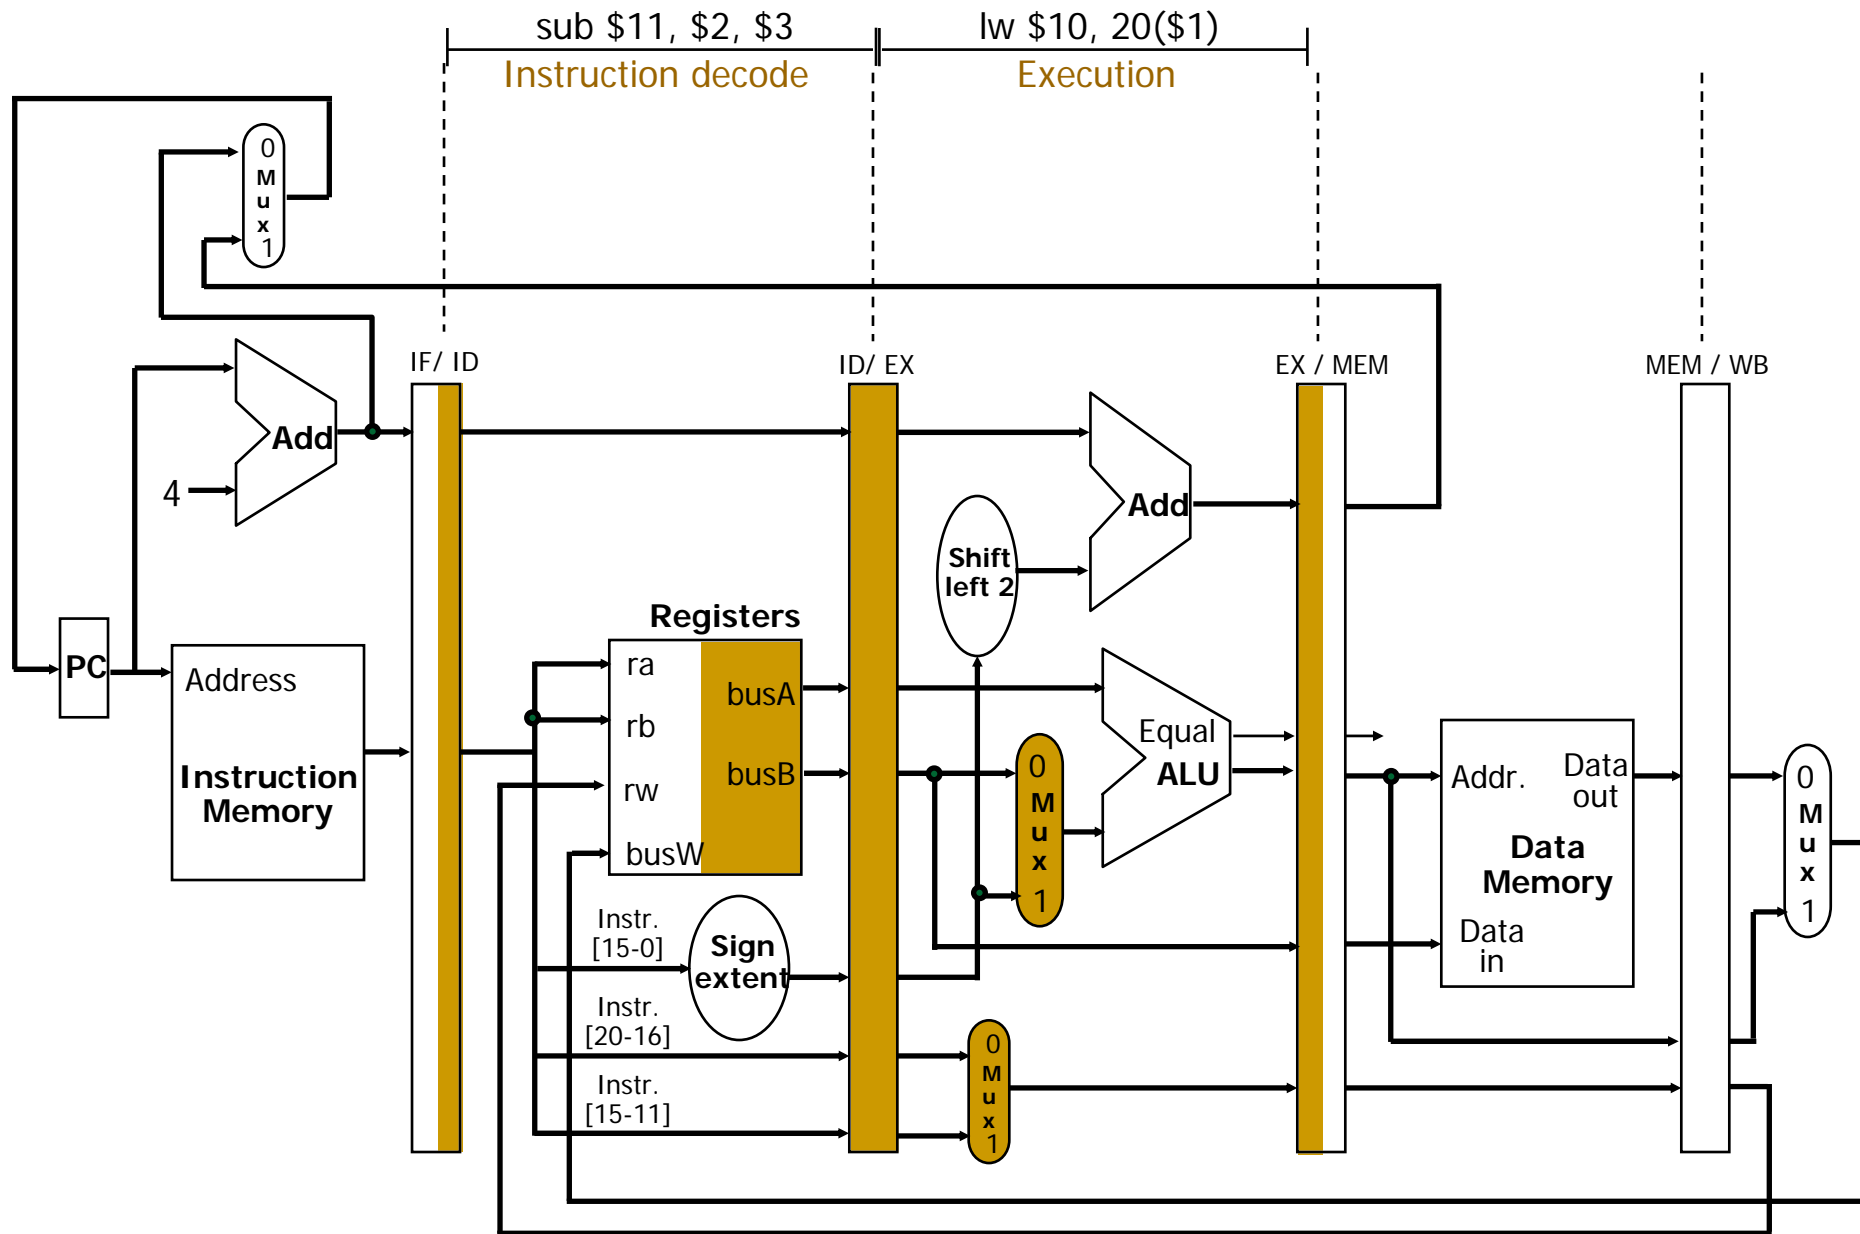 sub $11, $2, $3
lw $10, 20($1)
Instruction decode
Execution
0
M
u
x
1
IF/ ID
ID/ EX
EX / MEM
MEM / WB
Add
4
Add
Shift
left 2
Registers
PC
Address
Instruction
Memory
ra
busA
rb
busB
rw
busW
Equal
ALU
0
M
u
x
1
Addr.
Data
out
Data
Memory
Data
in
0
M
u
x
1
Instr.
[15-0]
Sign
extent
Instr.
[20-16]
Instr.
[15-11]
0
M
u
x
1